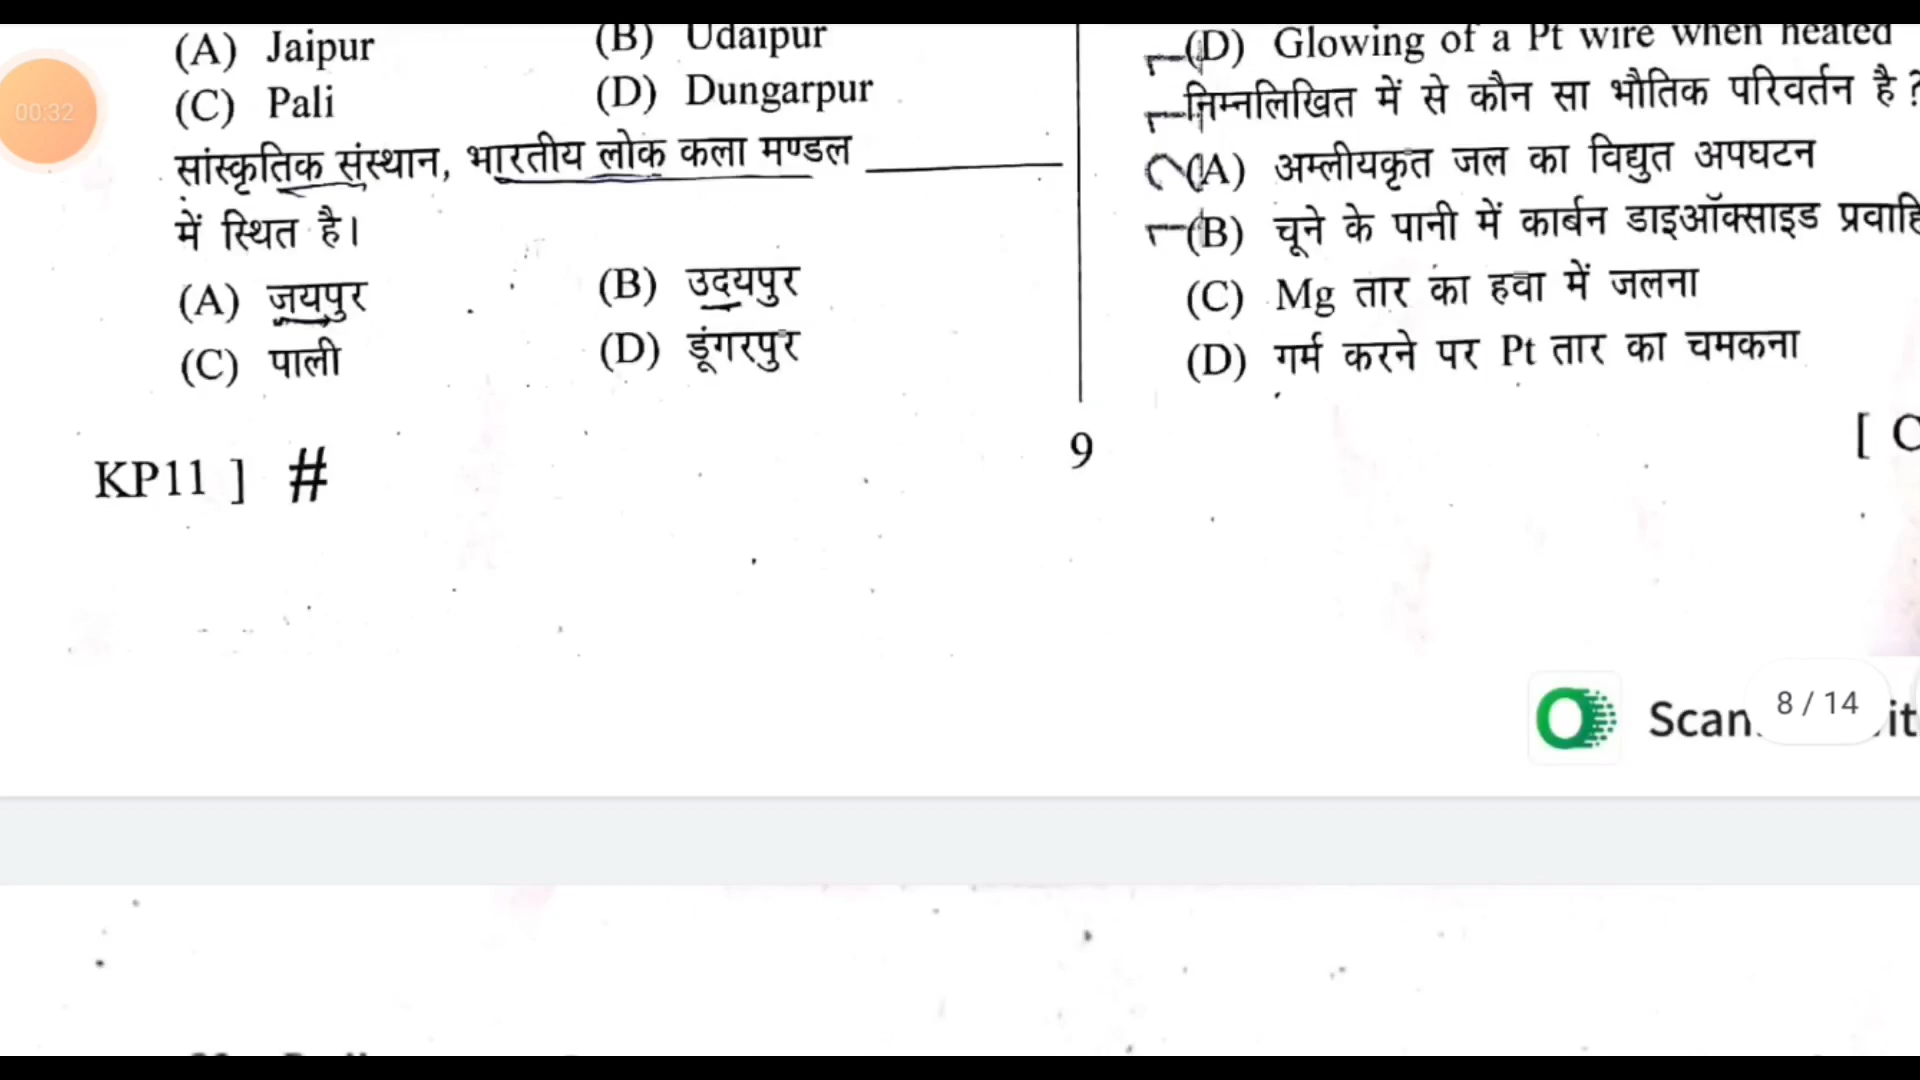 00:32
(A) Jaipur (B) Udaipur
(C) Pali (D) Dungarpur
सांस्कृतिक संस्थान, भारतीय लोक कला मण्डल ________
में स्थित है।
(A) जयपुर (B) उदयपुर
(C) पाली (D) डूंगरपुर
(D) Glowing of a Pt wire when heated
निम्नलिखित में से कौन सा भौतिक परिवर्तन है ?
(A) अम्लीयकृत जल का विद्युत अपघटन
(B) चूने के पानी में कार्बन डाइऑक्साइड
(C) Mg तार का हवा में जलना
(D) गर्म करने पर Pt तार का चमकना
KP11 ] # 9 [ C
8 / 14